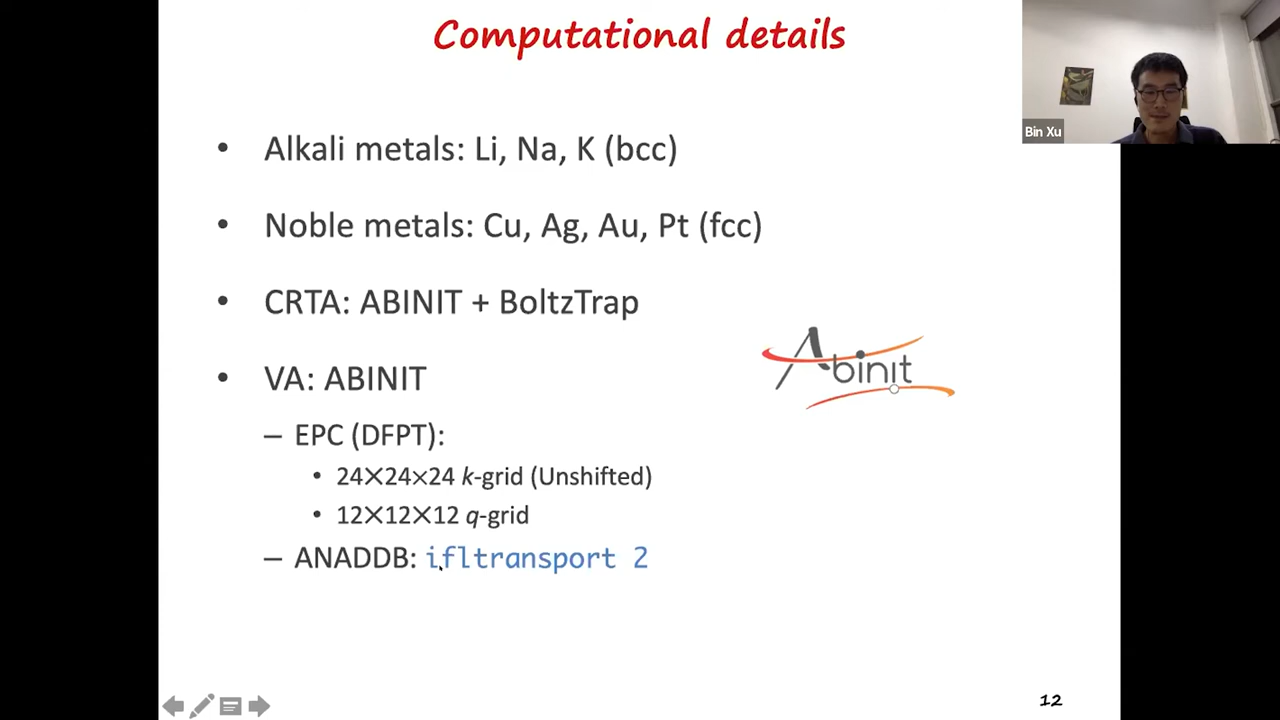 Computational details
Bin Xu
• Alkali metals: Li, Na, K (bcc)
• Noble metals: Cu, Ag, Au, Pt (fcc)
• CRTA: ABINIT + BoltzTrap
Abinit
• VA: ABINIT
– EPC (DFPT):
• 24×24×24 k-grid (Unshifted)
• 12×12×12 q-grid
– ANADDB: ifltransport 2
12